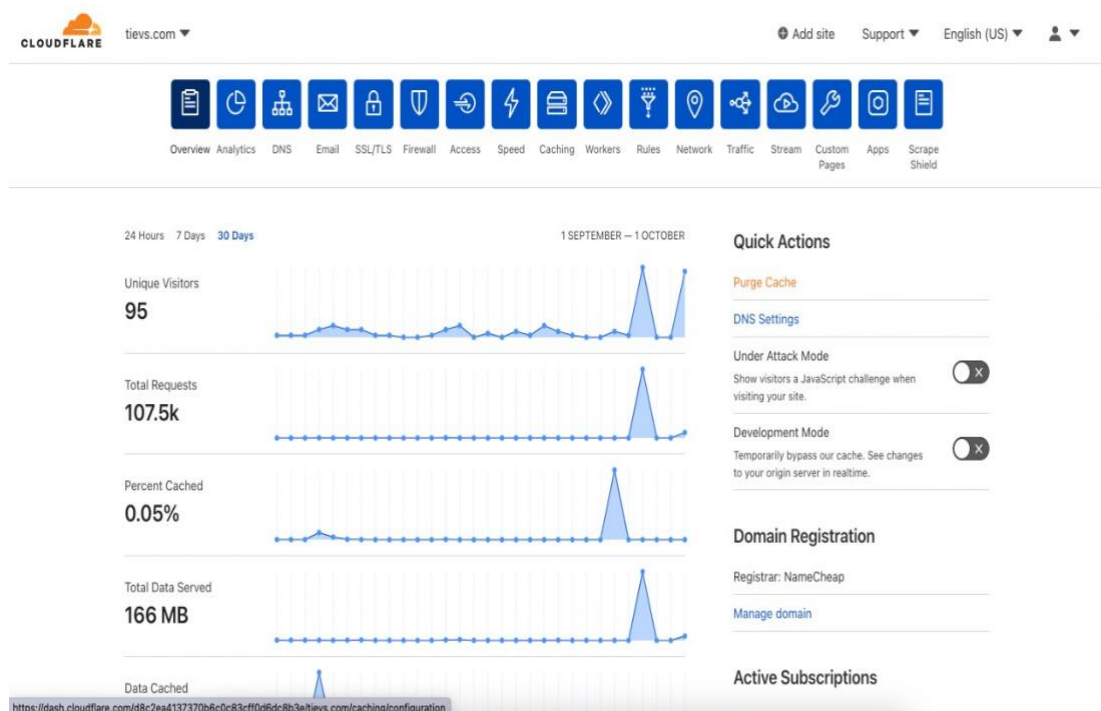 CLOUDFLARE
tievs.com
Add site Support English (US)
Overview Analytics DNS Email SSL/TLS Firewall Access Speed Caching Workers Rules Network Traffic Stream Custom Pages Apps Scrape Shield
24 Hours 7 Days 30 Days
1 SEPTEMBER — 1 OCTOBER
Unique Visitors
95
Total Requests
107.5k
Percent Cached
0.05%
Total Data Served
166 MB
Data Cached
Quick Actions
Purge Cache
DNS Settings
Under Attack Mode
Show visitors a JavaScript challenge when
visiting your site.
Development Mode
Temporarily bypass our cache. See changes
to your origin server in realtime.
Domain Registration
Registrar: NameCheap
Manage domain
Active Subscriptions
https://dash.cloudflare.com/d8c2ea4137370b6c0c83cff0d6dc8b3e/tievs.com/caching/configuration